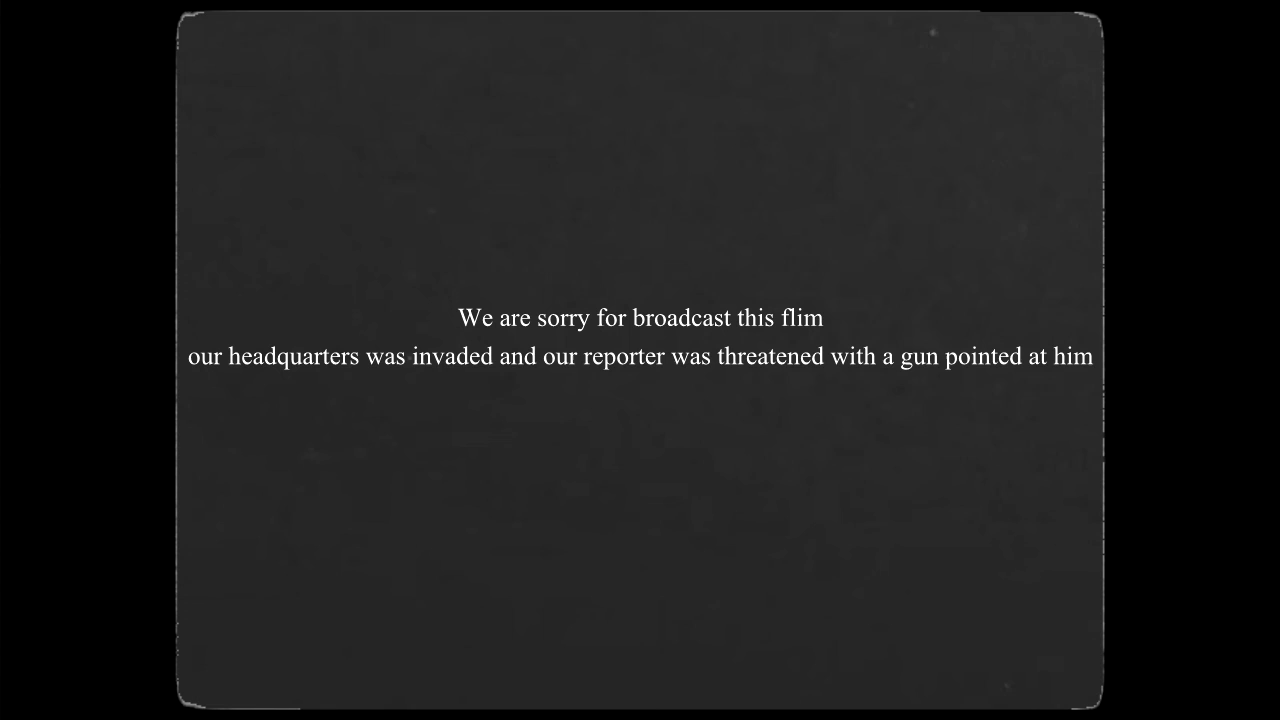 We are sorry for broadcast this flim
our headquarters was invaded and our reporter was threatened with a gun pointed at him